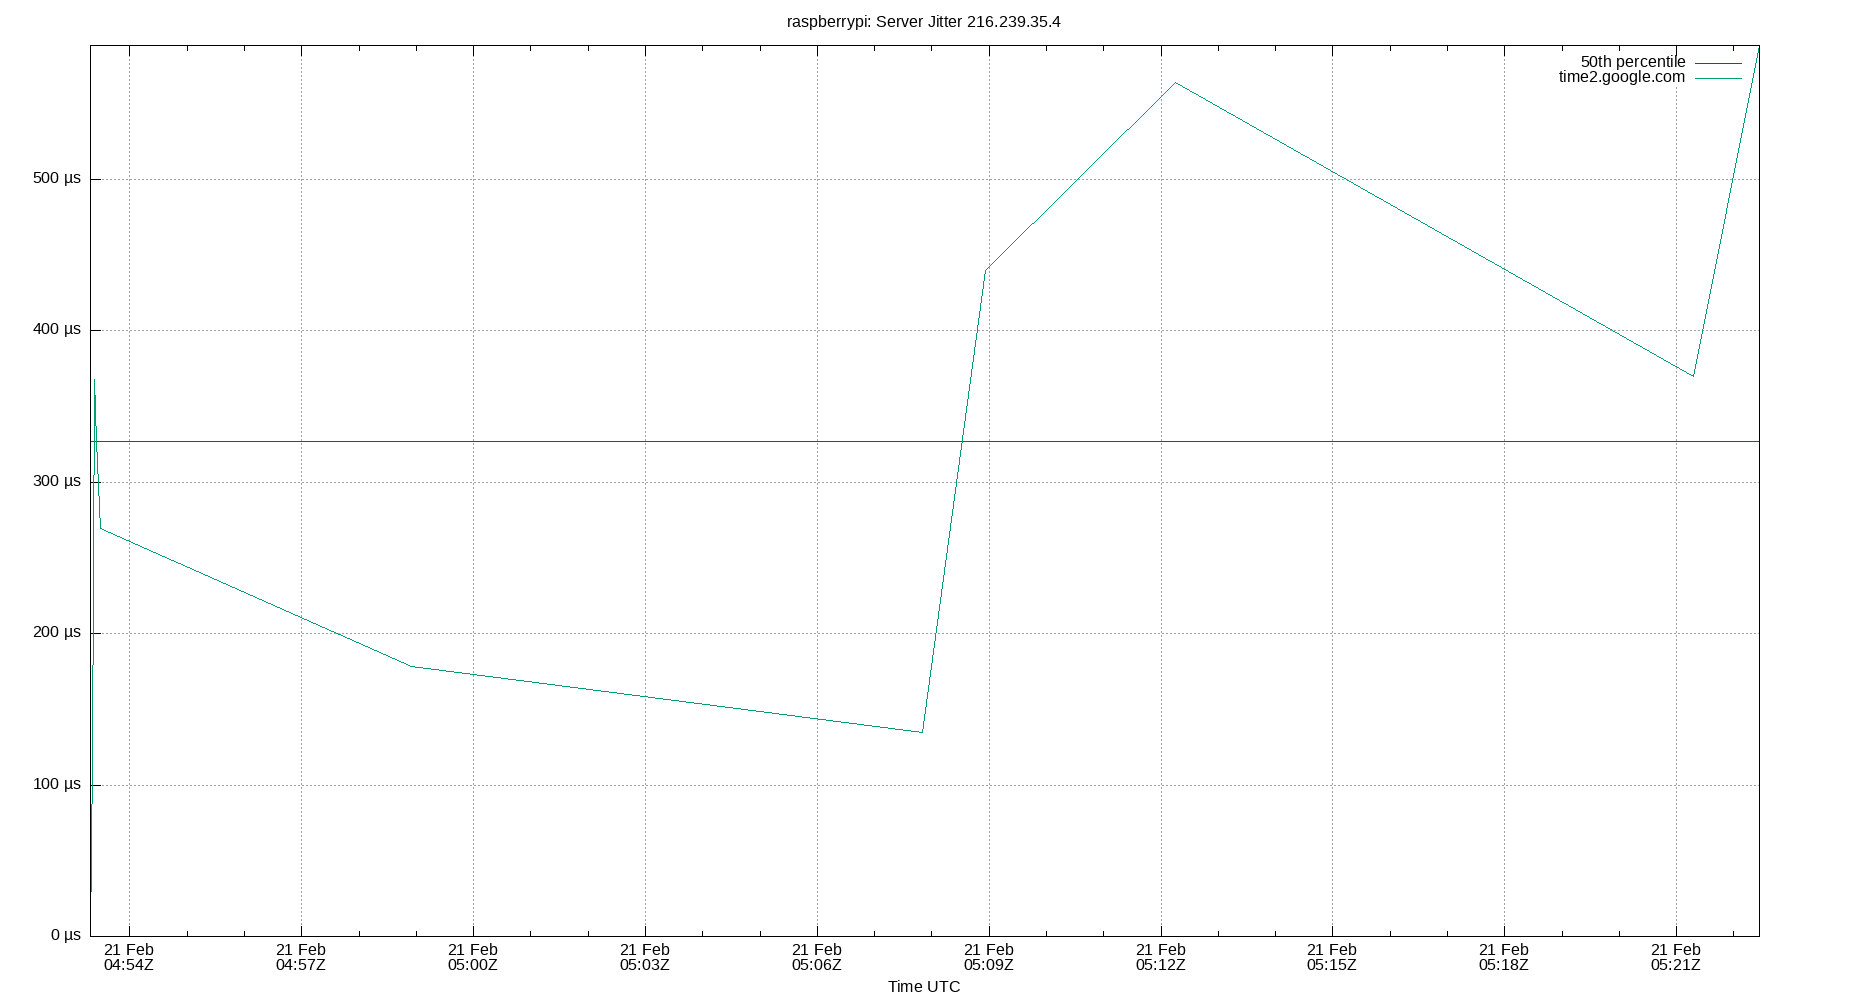 raspberrypi: Server Jitter 216.239.35.4
50th percentile
time2.google.com
500 µs
400 µs
300 µs
200 µs
100 µs
0 µs
21 Feb 21 Feb 21 Feb 21 Feb 21 Feb 21 Feb 21 Feb 21 Feb 21 Feb 21 Feb
04:54Z 04:57Z 05:00Z 05:03Z 05:06Z 05:09Z 05:12Z 05:15Z 05:18Z 05:21Z
Time UTC